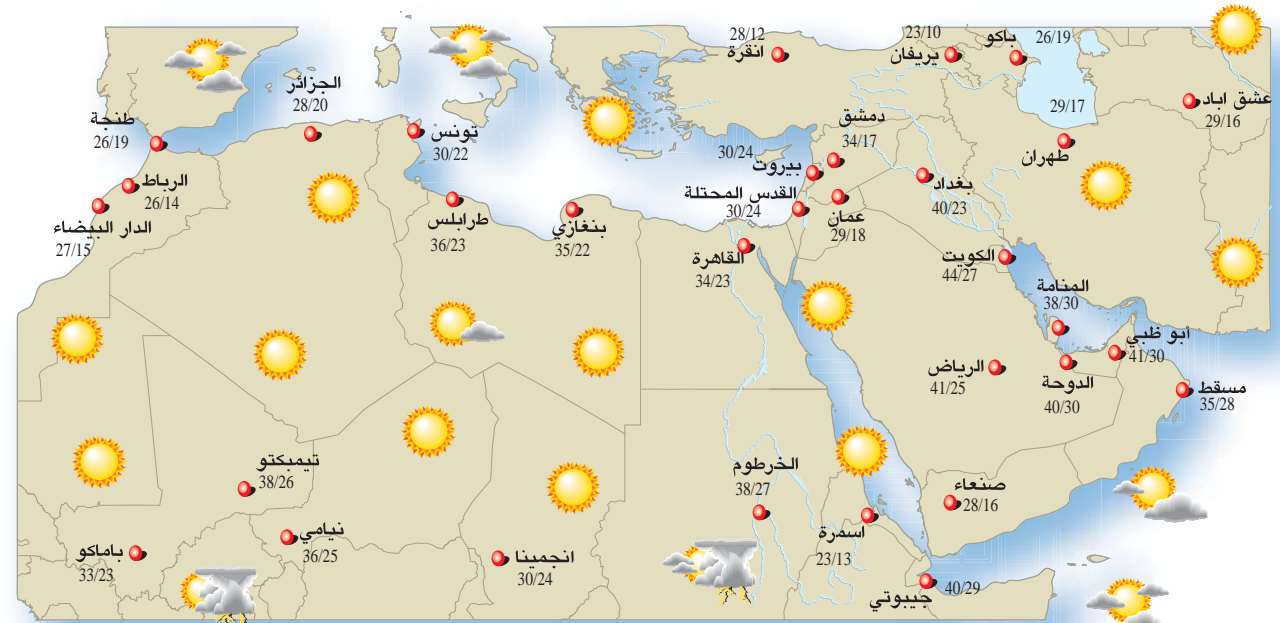 28/12
انقرة
23/10
يريفان
باكو
26/19
29/17
عشق اباد
29/16
طهران
الجزائر
28/20
طنجة
26/19
تونس
30/22
الرباط
26/14
الدار البيضاء
27/15
طرابلس
36/23
بنغازي
35/22
دمشق
34/17
30/24
بيروت
القدس المحتلة
30/24
عمان
29/18
بغداد
40/23
القاهرة
34/23
الكويت
44/27
المنامة
38/30
أبو ظبي
41/30
الرياض
41/25
الدوحة
40/30
مسقط
35/28
تيمبكتو
38/26
نيامي
36/25
باماكو
33/23
انجمينا
30/24
الخرطوم
38/27
اسمرة
23/13
صنعاء
28/16
40/29
جيبوتي